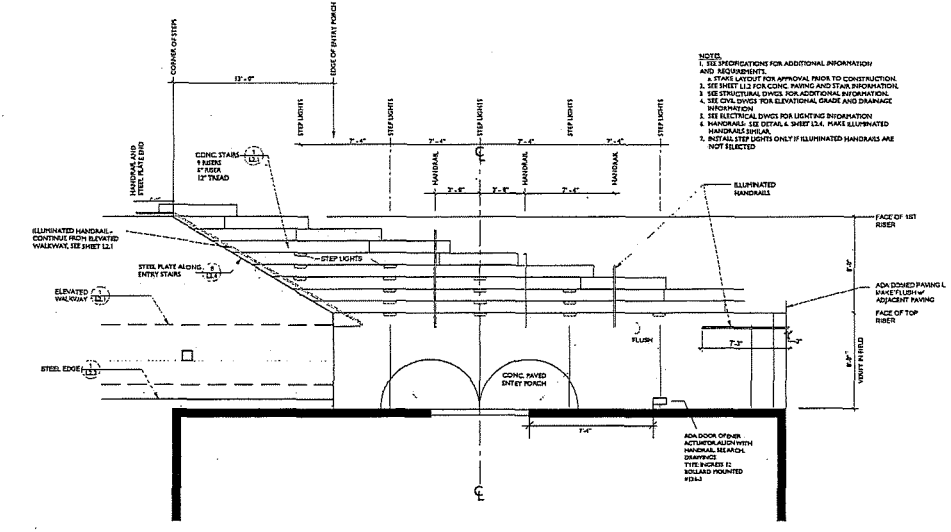 CORNER OF STEPS
EDGE OF ENTRY PORCH
13'-0"
NOTES:
1. SEE SPECIFICATIONS FOR ADDITIONAL INFORMATION
AND REQUIREMENTS.
a. STAKE LAYOUT FOR APPROVAL PRIOR TO CONSTRUCTION.
2. SEE SHEET L1.2 FOR CONC. PAVING AND STAIR INFORMATION.
3. SEE STRUCTURAL DWGS. FOR ADDITIONAL INFORMATION.
4. SEE CIVIL DWGS FOR ELEVATIONAL GRADE AND DRAINAGE
INFORMATION
5. SEE ELECTRICAL DWGS FOR LIGHTING INFORMATION
6. HANDRAILS: SEE DETAIL 6 SHEET L2.4. MAKE ILLUMINATED
HANDRAILS SIMILAR.
7. INSTALL STEP LIGHTS ONLY IF ILLUMINATED HANDRAILS ARE
NOT SELECTED
STEP LIGHTS
STEP LIGHTS
STEP LIGHTS
STEP LIGHTS
STEP LIGHTS
7'-4"
7'-4"
7'-4"
7'-4"
CL
HANDRAIL AND
STEEL PLATE END
CONC. STAIRS
9 RISERS
12" TREAD
HANDRAIL
HANDRAIL
HANDRAIL
7'-6"
ILLUMINATED
HANDRAILS
FACE OF 1ST
RISER
ILLUMINATED HANDRAIL -
CONTINUE FROM ELEVATED
WALKWAY, SEE SHEET L2.1
STEP LIGHTS
STEEL PLATE ALONG
ENTRY STAIRS
8'-0"
ADA DOMED PAVING
MAKE FLUSH w/
ADJACENT PAVING
ELEVATED
WALKWAY
FACE OF TOP
RISER
FLUSH
7'-3"
VERIFY IN FIELD
STEEL EDGE
CONC. PAVED
ENTRY PORCH
7'-6"
ADA DOOR OPENER
ACTUATOR. ALIGN WITH
HANDRAIL. SEE ARCH.
DRAWINGS
TYPE: INGRESS
BOLLARD MOUNTED
CL